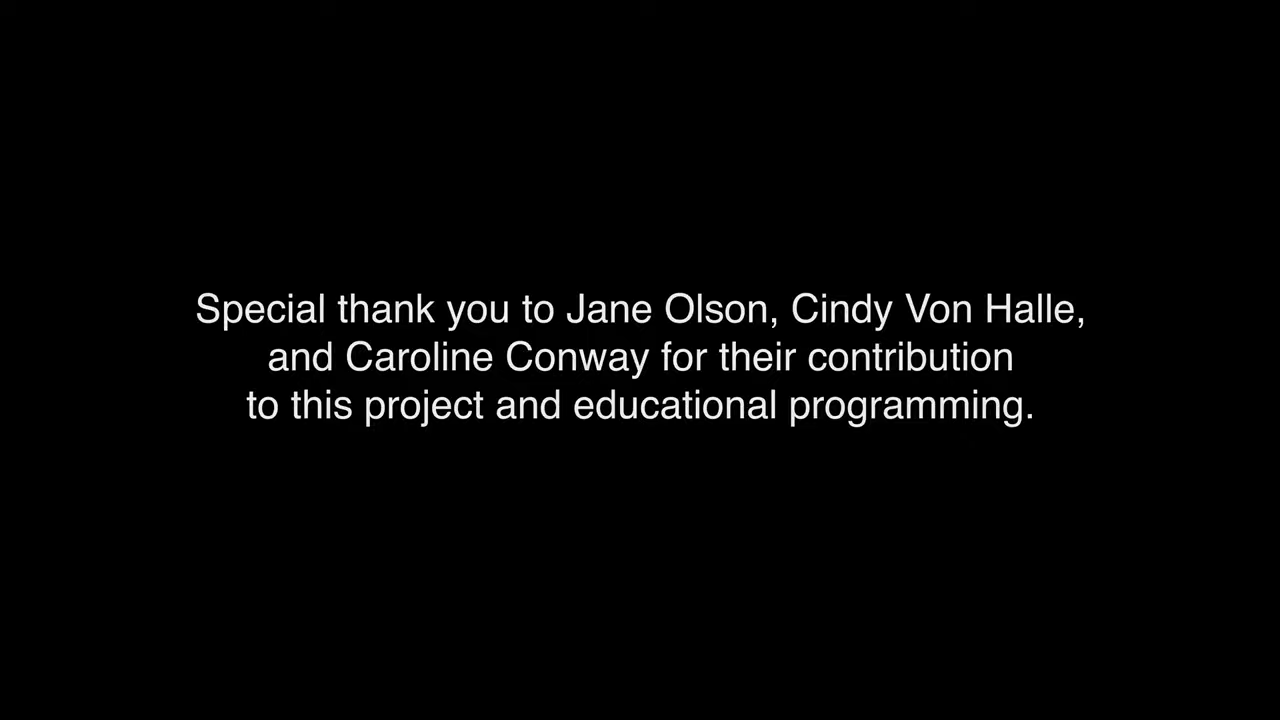 Special thank you to Jane Olson, Cindy Von Halle,
and Caroline Conway for their contribution
to this project and educational programming.